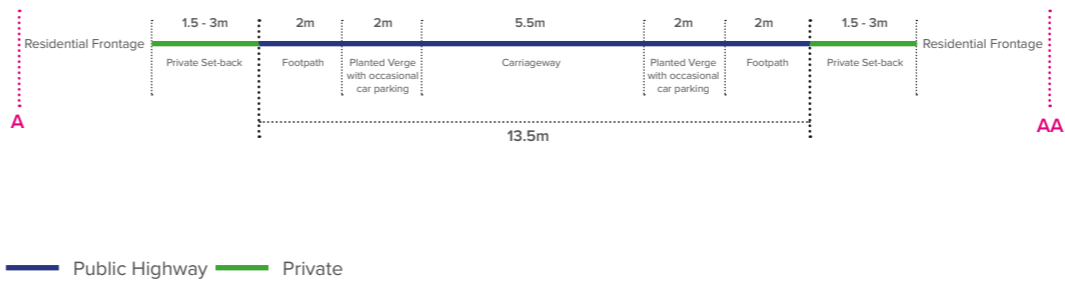 1.5 - 3m 2m 2m 5.5m 2m 2m 1.5 - 3m
Residential Frontage Residential Frontage
Private Set-back Footpath Planted Verge Carriageway Planted Verge Footpath Private Set-back
with occasional with occasional
car parking car parking
A AA
13.5m
Public Highway Private